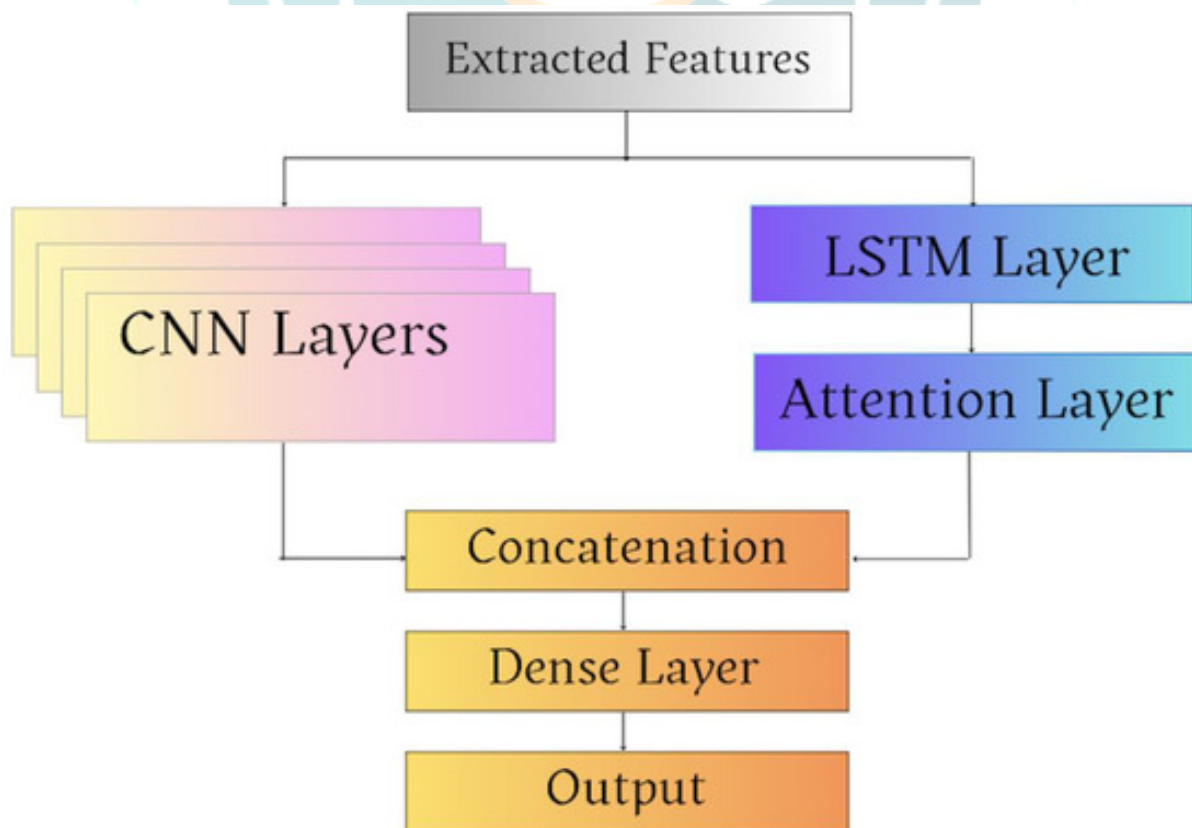 Extracted Features
CNN Layers
LSTM Layer
Attention Layer
Concatenation
Dense Layer
Output